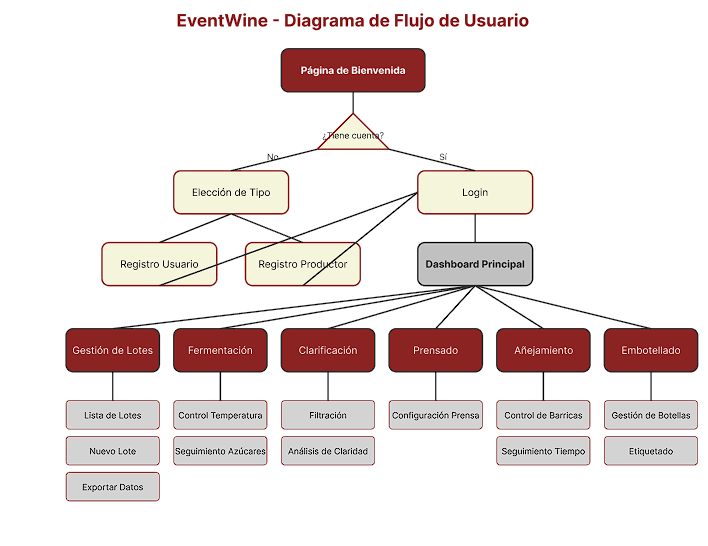 EventWine - Diagrama de Flujo de Usuario
Página de Bienvenida
¿Tiene cuenta?
No
Sí
Elección de Tipo
Login
Registro Usuario
Registro Productor
Dashboard Principal
Gestión de Lotes
Fermentación
Clarificación
Prensado
Añejamiento
Embotellado
Lista de Lotes
Control Temperatura
Filtración
Configuración Prensa
Control de Barricas
Gestión de Botellas
Nuevo Lote
Seguimiento Azúcares
Análisis de Claridad
Seguimiento Tiempo
Etiquetado
Exportar Datos